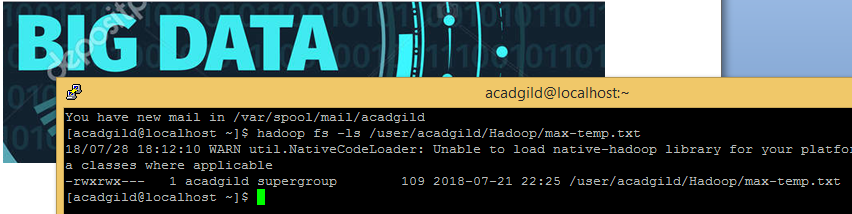 BIG DATA
depositp
acadgild@localhost:~
You have new mail in /var/spool/mail/acadgild
[acadgild@localhost ~]$ hadoop fs -ls /user/acadgild/Hadoop/max-temp.txt
18/07/28 18:12:10 WARN util.NativeCodeLoader: Unable to load native-hadoop library for your platfo
a classes where applicable
-rwxrwx--- 1 acadgild supergroup 109 2018-07-21 22:25 /user/acadgild/Hadoop/max-temp.txt
[acadgild@localhost ~]$